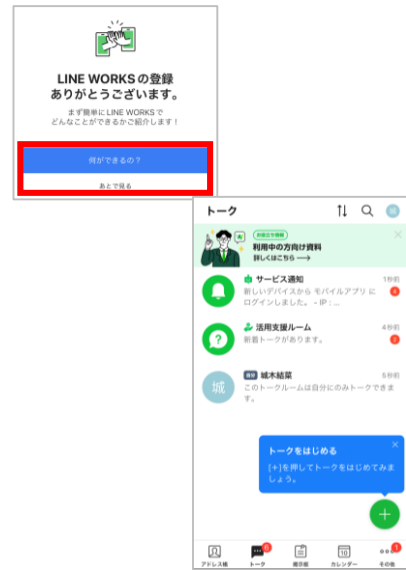 LINE WORKSの登録
ありがとうございます。
まず簡単にLINE WORKSで
どんなことができるかご紹介します！
何ができるの？
あとで見る
トーク
城
お役立ち情報
利用中の方向け資料
詳しくはこちら →
サービス通知
1秒前
新しいデバイスから モバイルアプリ に
ログインしました。 - IP : ...
活用支援ルーム
4秒前
新着トークがあります。
城
城木結菜
5秒前
このトークルームは自分にのみトークできま
す。
トークをはじめる
[+]を押してトークをはじめてみま
しょう。
アドレス帳
トーク
掲示板
10
カレンダー
1
その他